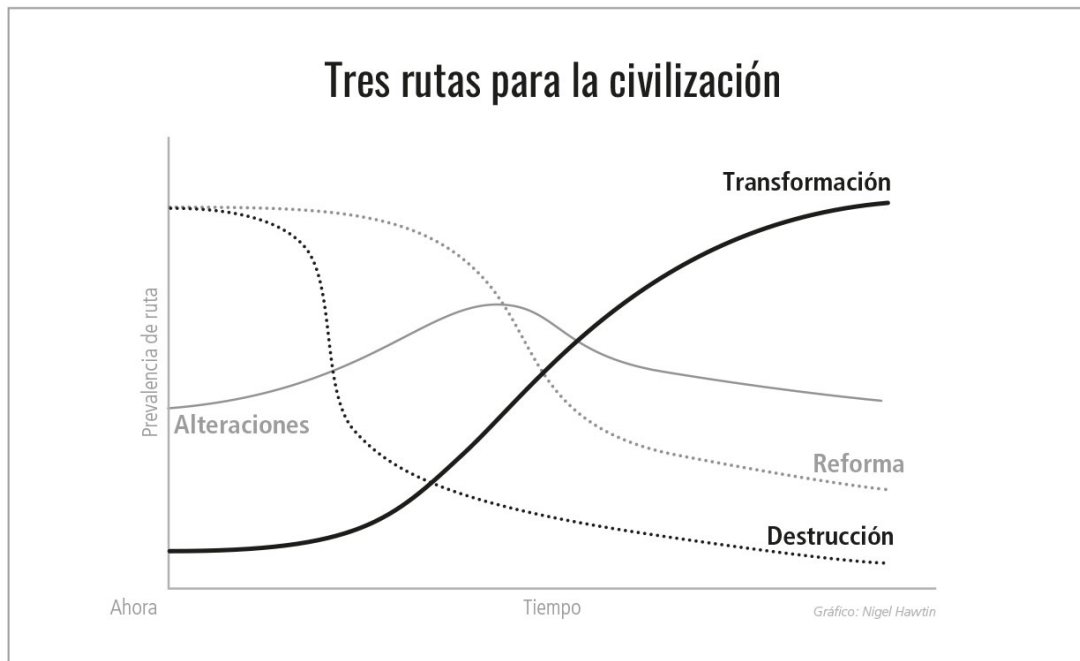 Tres rutas para la civilización
Transformación
Prevalencia de ruta
Alteraciones
Reforma
Destrucción
Ahora
Tiempo
Gráfico: Nigel Hawtin